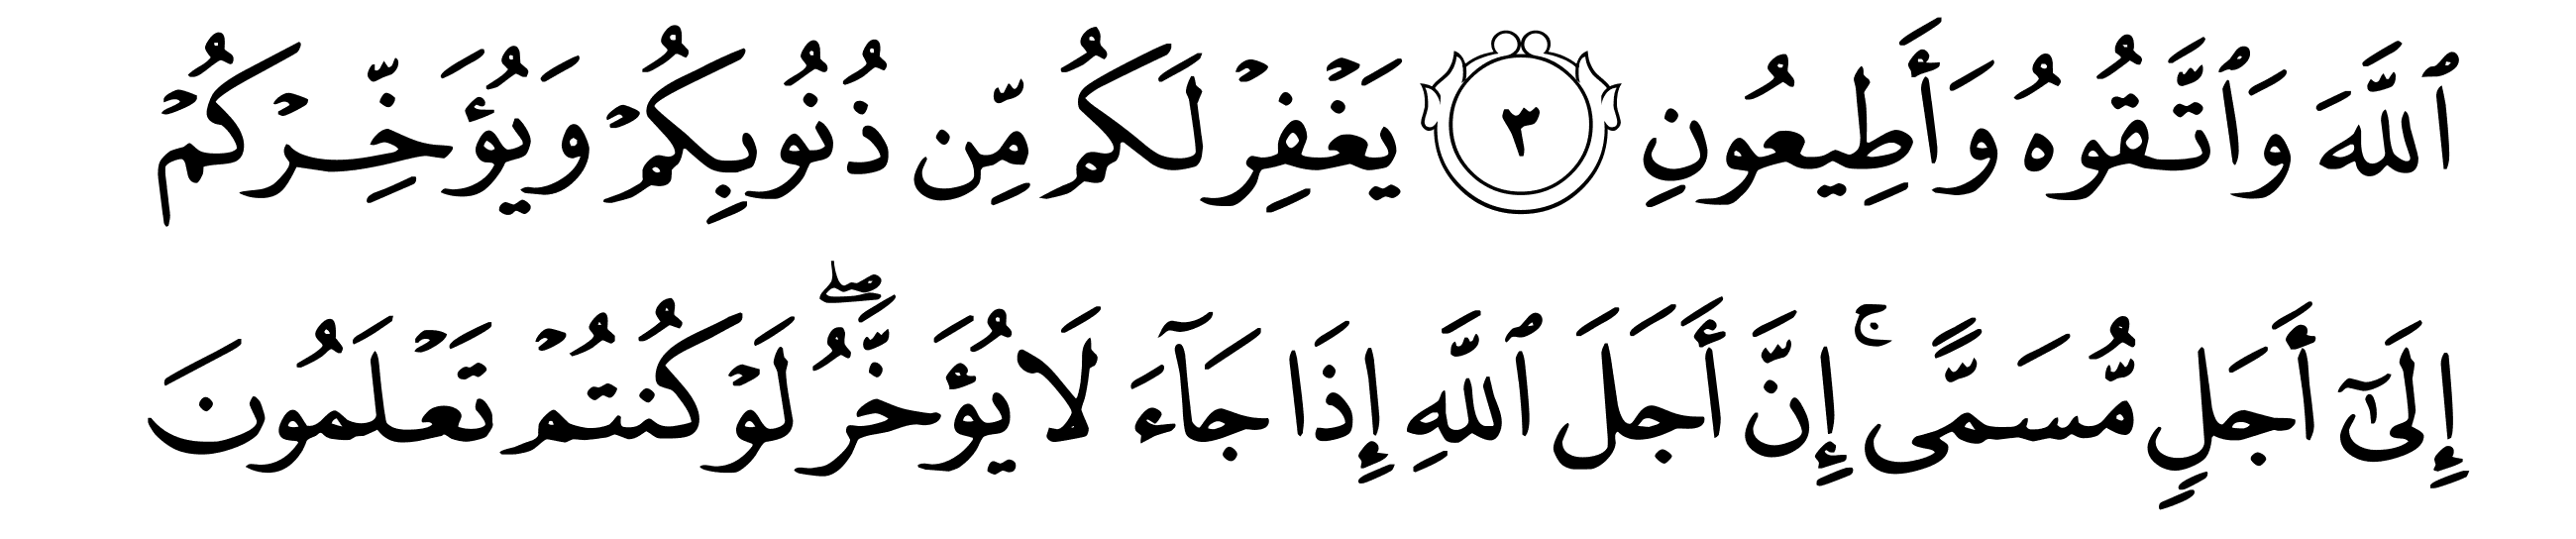 ٱللَّهَ وَٱتَّقُوهُ وَأَطِيعُونِ ٣ يَغْفِرْ لَكُم مِّن ذُنُوبِكُمْ وَيُؤَخِّرْكُمْ
إِلَىٰٓ أَجَلٍ مُّسَمًّى ۚ إِنَّ أَجَلَ ٱللَّهِ إِذَا جَآءَ لَا يُؤَخَّرُ ۖ لَوْ كُنتُمْ تَعْلَمُونَ